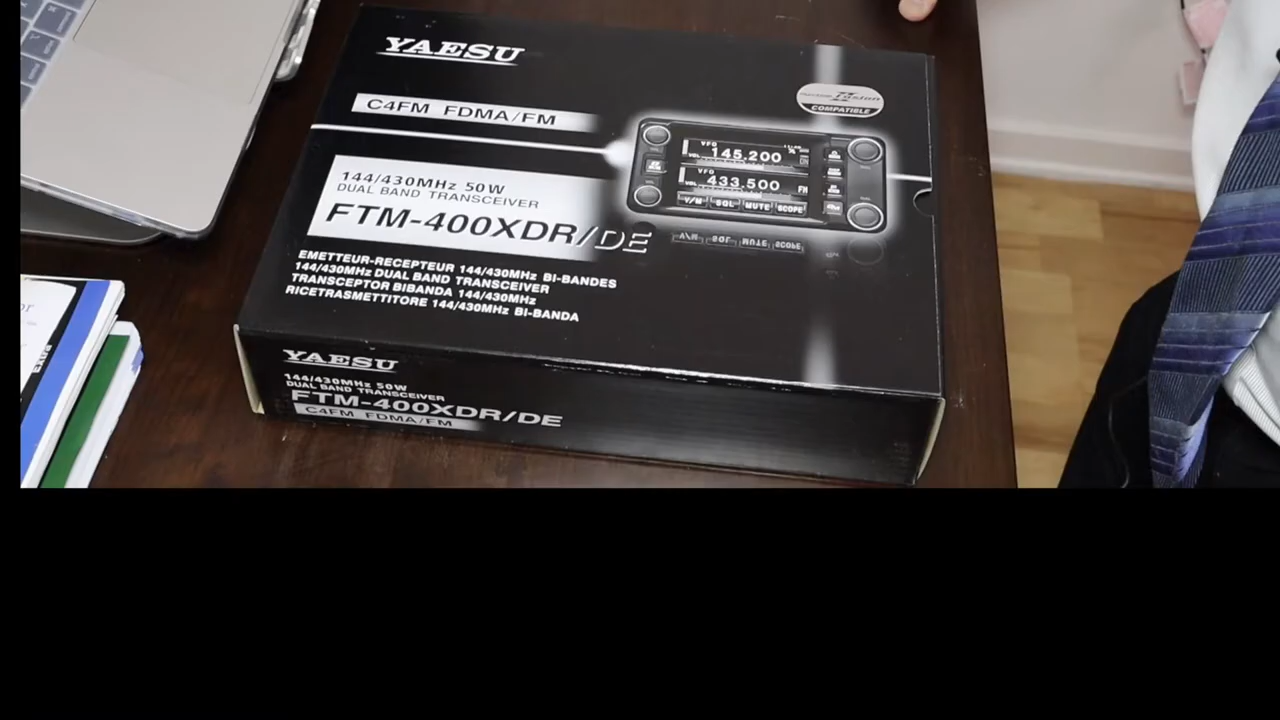 YAESU
C4FM FDMA/FM
Fusion
COMPATIBLE
VFO
145.200
VFO
433.500
FM
V/M SQL MUTE SCOPE
144/430MHz 50W
DUAL BAND TRANSCEIVER
FTM-400XDR/DE
EMETTEUR-RECEPTEUR 144/430MHz BI-BANDES
144/430MHz DUAL BAND TRANSCEIVER
TRANSCEPTOR BIBANDA 144/430MHz
RICETRASMETTITORE 144/430MHz BI-BANDA
YAESU
144/430MHz 50W
DUAL BAND TRANSCEIVER
FTM-400XDR/DE
C4FM FDMA/FM